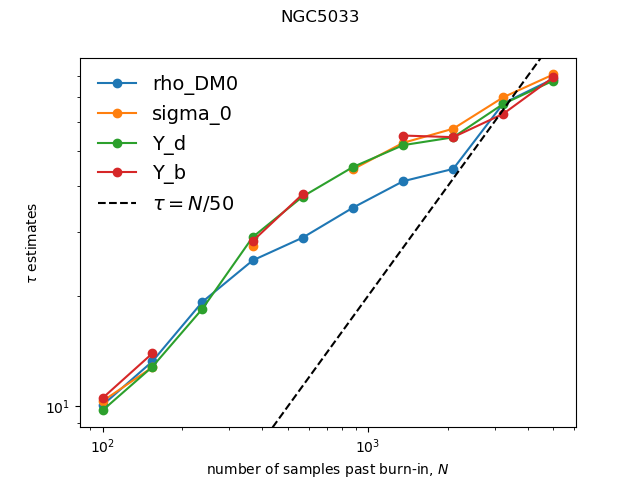 NGC5033
rho_DM0
sigma_0
Y_d
Y_b
τ = N/50
τ estimates
10¹
10² 10³
number of samples past burn-in, N